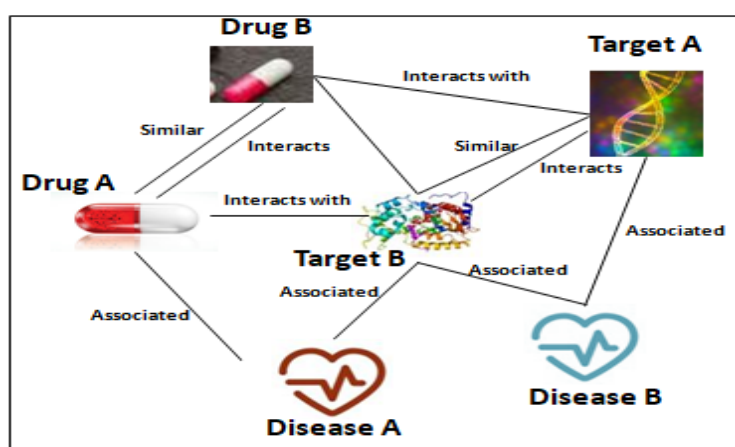 Drug B
Target A
Interacts with
Similar
Interacts
Similar
Interacts
Drug A
Interacts with
Target B
Associated
Associated
Associated
Associated
Disease B
Disease A